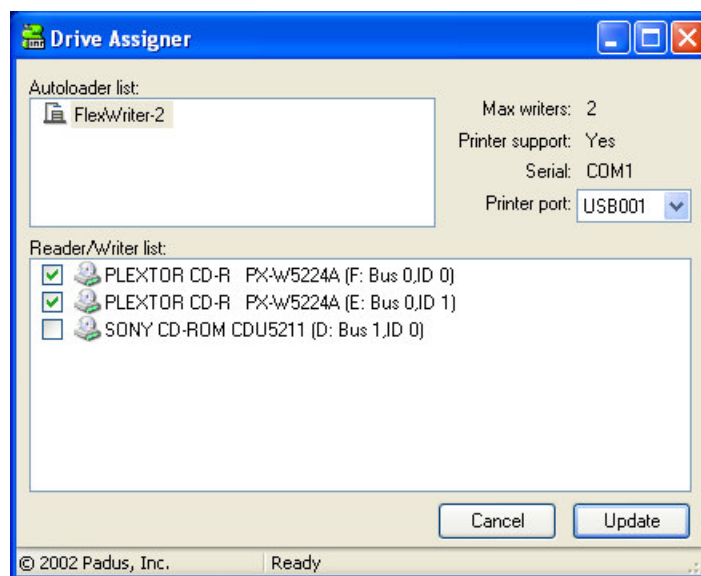 Drive Assigner
Autoloader list:
FlexWriter-2
Max writers: 2
Printer support: Yes
Serial: COM1
Printer port: USB001
Reader/Writer list:
PLEXTOR CD-R PX-W5224A (F: Bus 0,ID 0)
PLEXTOR CD-R PX-W5224A (E: Bus 0,ID 1)
SONY CD-ROM CDU5211 (D: Bus 1,ID 0)
Cancel Update
© 2002 Padus, Inc. Ready